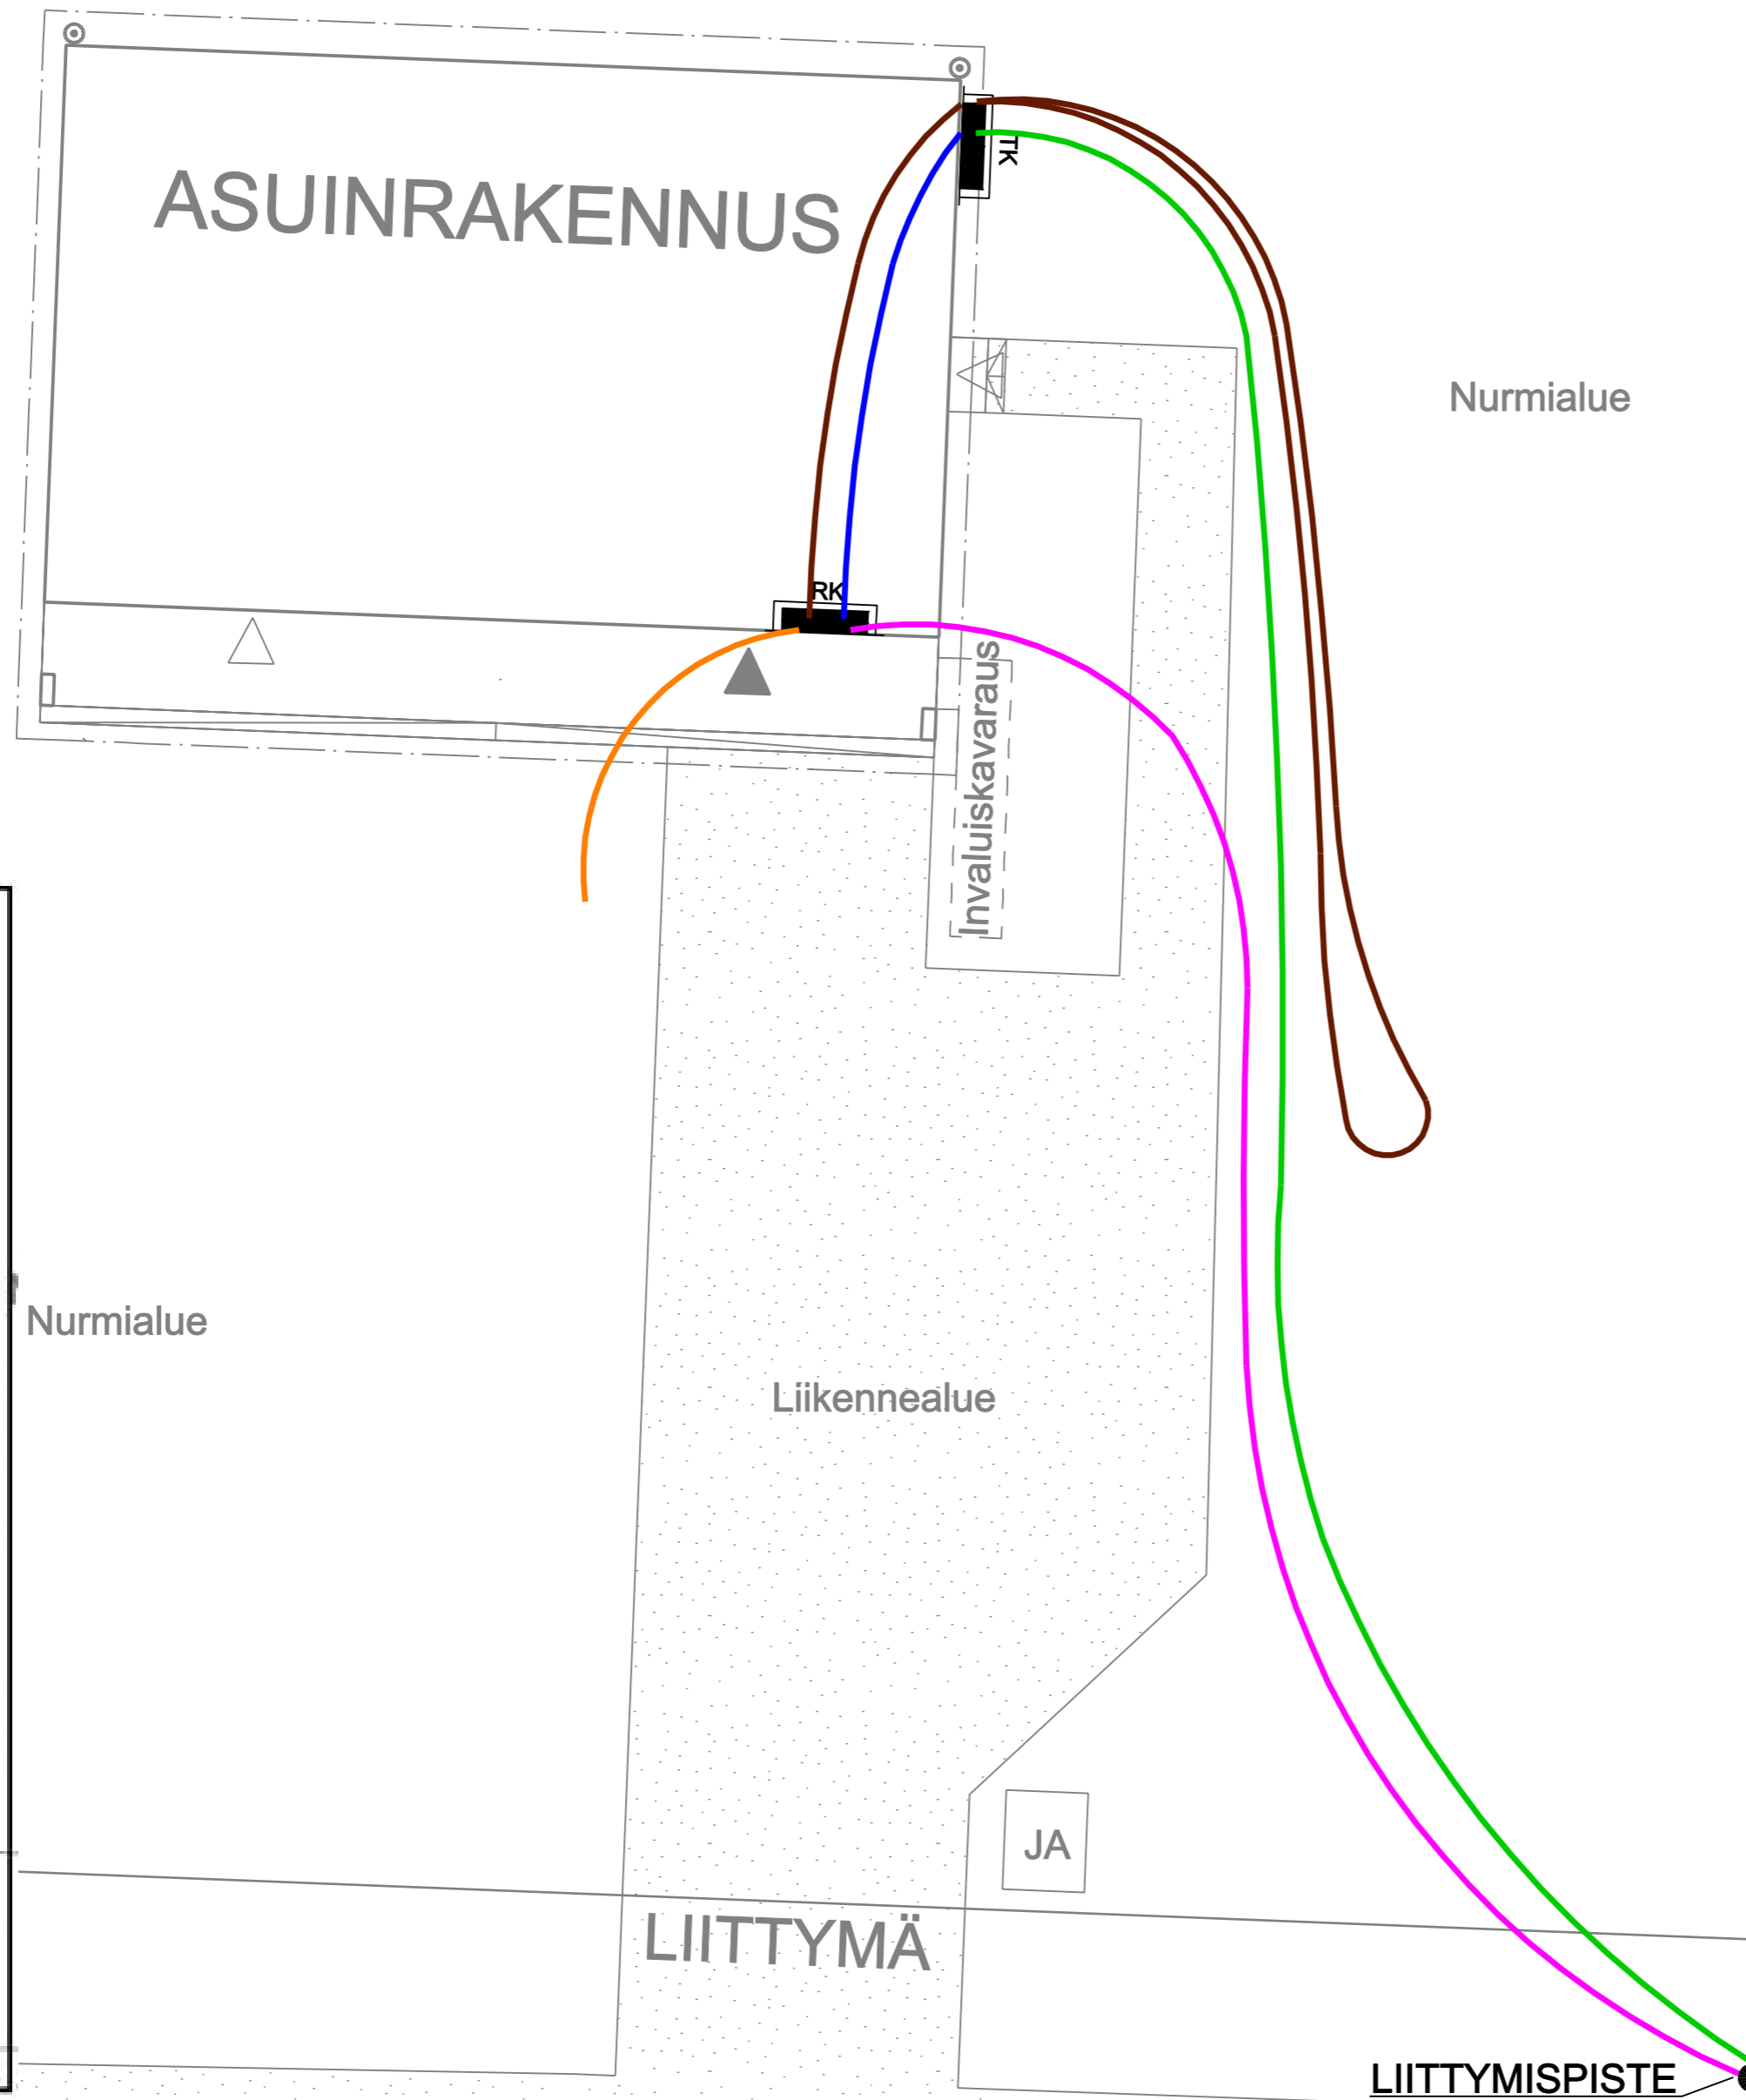 ASUINRAKENNUS
TK
Nurmialue
RK
Invaluiskavaraus
Nurmialue
Liikennealue
JA
LIITTYMÄ
LIITTYMISPISTE